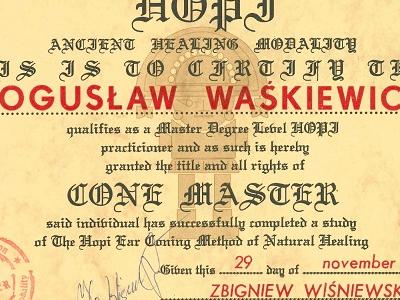 HOPI
ANCIENT HEALING MODALITY
IS IS TO CFRTIFY TH
OGUSŁAW WAŚKIEWIC
qualifies as a Master Degree Level HOPI
practicioner and as such is hereby
granted the title and all rights of
CONE MASTER
said individual has successfully completed a study
of The Hopi Ear Coning Method of Natural Healing
Given this 29 day of november
ZBIGNIEW WIŚNIEWSK